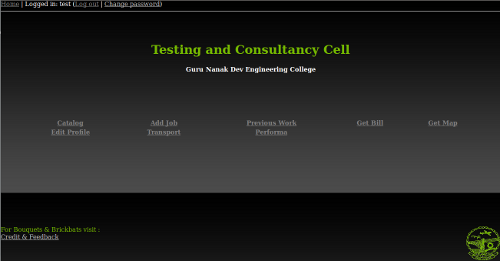 Home | Logged in: test (Log out | Change password)
Testing and Consultancy Cell
Guru Nanak Dev Engineering College
Catalog Add Job Previous Work Get Bill Get Map
Edit Profile Transport Performa
For Bouquets & Brickbats visit :
Credit & Feedback